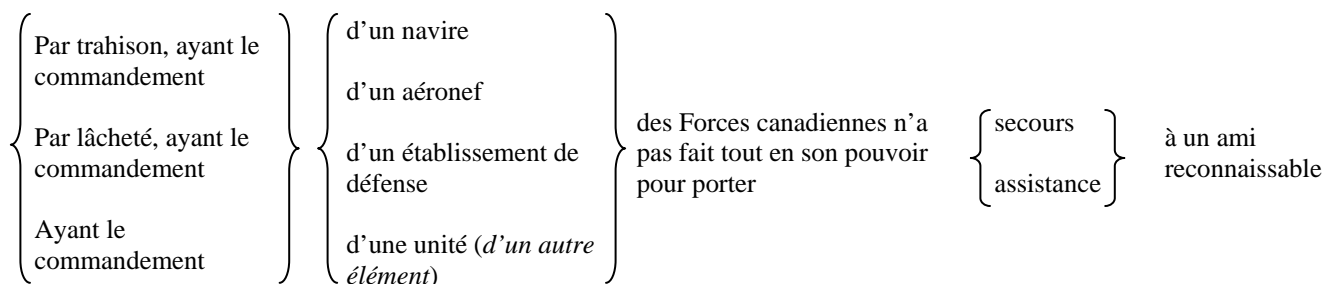 Par trahison, ayant le
commandement
Par lâcheté, ayant le
commandement
Ayant le
commandement
d’un navire
d’un aéronef
d’un établissement de
défense
d’une unité (d’un autre
élément)
des Forces canadiennes n’a
pas fait tout en son pouvoir
pour porter
secours
assistance
à un ami
reconnaissable